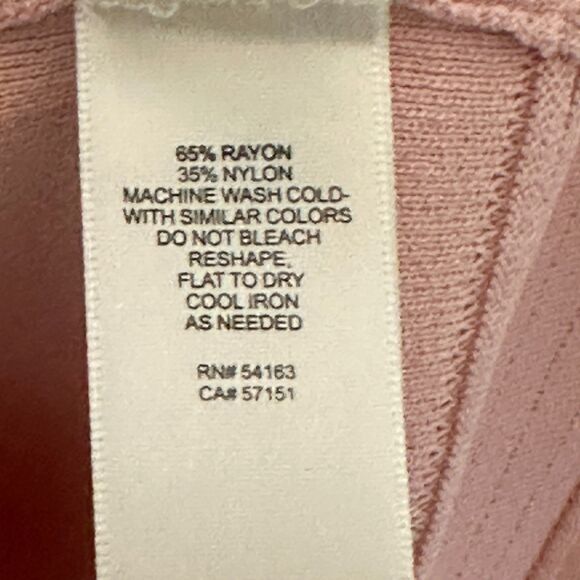 65% RAYON
35% NYLON
MACHINE WASH COLD-
WITH SIMILAR COLORS
DO NOT BLEACH
RESHAPE,
FLAT TO DRY
COOL IRON
AS NEEDED
RN# 54163
CA# 57151